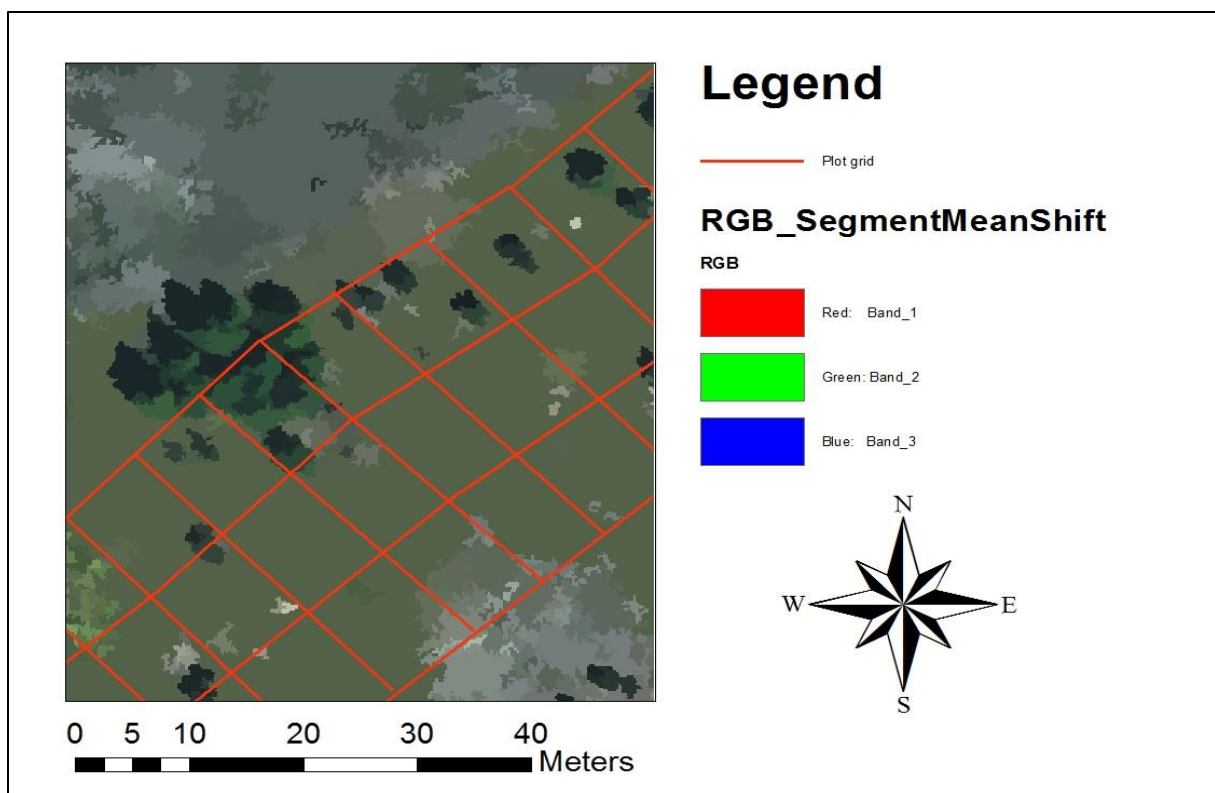 Legend
Plot grid
RGB_SegmentMeanShift
RGB
Red: Band_1
Green: Band_2
Blue: Band_3
N
W E
S
0 5 10 20 30 40
Meters